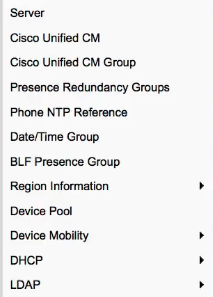 Server
Cisco Unified CM
Cisco Unified CM Group
Presence Redundancy Groups
Phone NTP Reference
Date/Time Group
BLF Presence Group
Region Information
Device Pool
Device Mobility
DHCP
LDAP